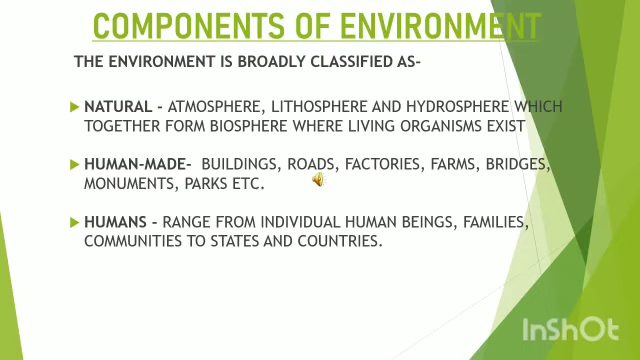 COMPONENTS OF ENVIRONMENT
THE ENVIRONMENT IS BROADLY CLASSIFIED AS-
NATURAL - ATMOSPHERE, LITHOSPHERE AND HYDROSPHERE WHICH
TOGETHER FORM BIOSPHERE WHERE LIVING ORGANISMS EXIST
HUMAN-MADE- BUILDINGS, ROADS, FACTORIES, FARMS, BRIDGES,
MONUMENTS, PARKS ETC.
HUMANS - RANGE FROM INDIVIDUAL HUMAN BEINGS, FAMILIES,
COMMUNITIES TO STATES AND COUNTRIES.
InShOt